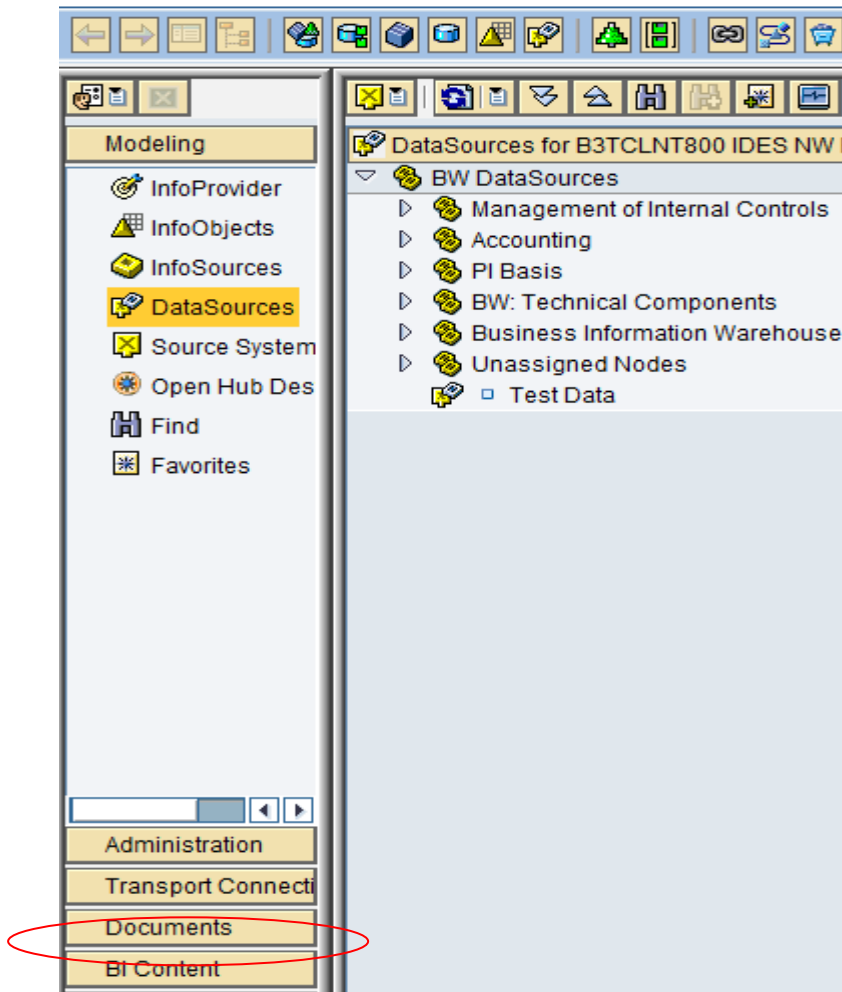 Modeling
InfoProvider
InfoObjects
InfoSources
DataSources
Source System
Open Hub Des
Find
Favorites
Administration
Transport Connecti
Documents
BI Content
DataSources for B3TCLNT800 IDES NW
BW DataSources
Management of Internal Controls
Accounting
PI Basis
BW: Technical Components
Business Information Warehouse
Unassigned Nodes
Test Data